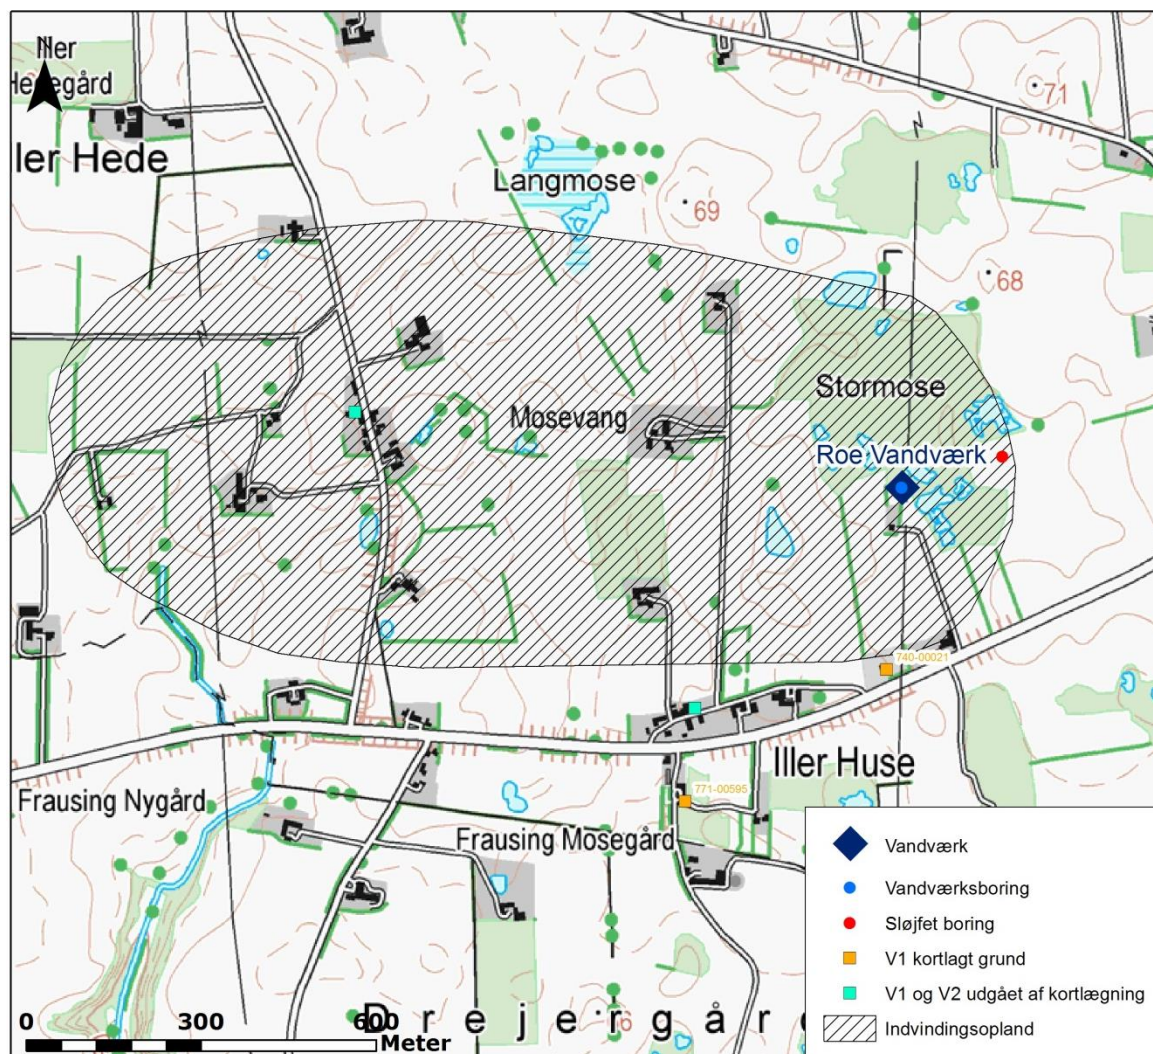 Iller
Hedegård
ller Hede
71
Langmose
69
68
Stormose
Mosevang
Roe Vandværk
740-00021
Iller Huse
771-00595
Frausing Nygård
Frausing Mosegård
Drejergård
0 300 600
Meter
Vandværk
Vandværksboring
Sløjfet boring
V1 kortlagt grund
V1 og V2 udgået af kortlægning
Indvindingsopland